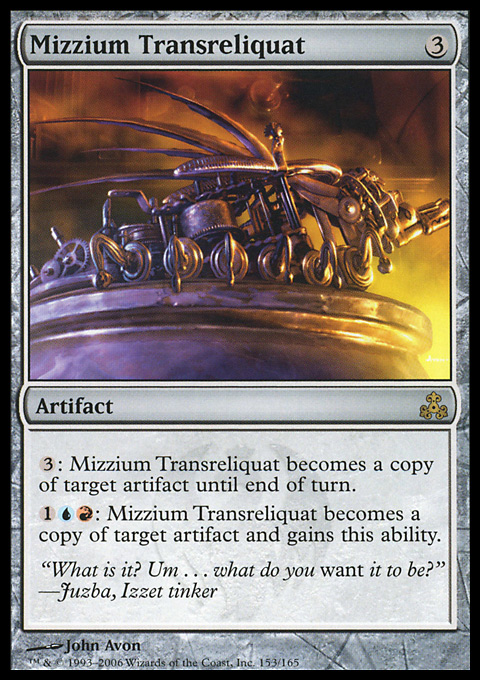 Mizzium Transreliquat 3
Artifact
3: Mizzium Transreliquat becomes a copy
of target artifact until end of turn.
1: Mizzium Transreliquat becomes a
copy of target artifact and gains this ability.
“What is it? Um . . . what do you want it to be?”
—Juzba, Izzet tinker
John Avon
™ & © 1993–2006 Wizards of the Coast, Inc. 153/165